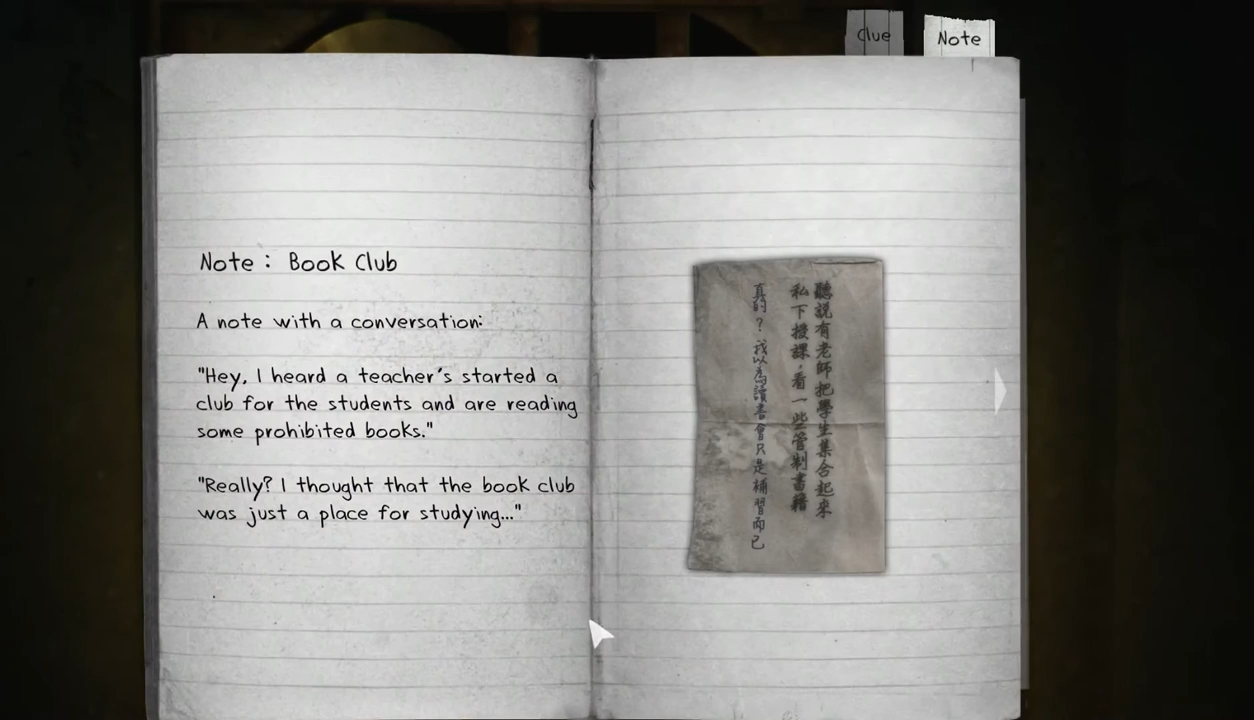 Clue
Note
Note : Book Club
A note with a conversation:
"Hey, I heard a teacher's started a
club for the students and are reading
some prohibited books."
"Really? I thought that the book club
was just a place for studying..."
聽說有老師把學生集合起來
私下授課，看一些管制書籍
真的？我以為讀書會只是補習而已